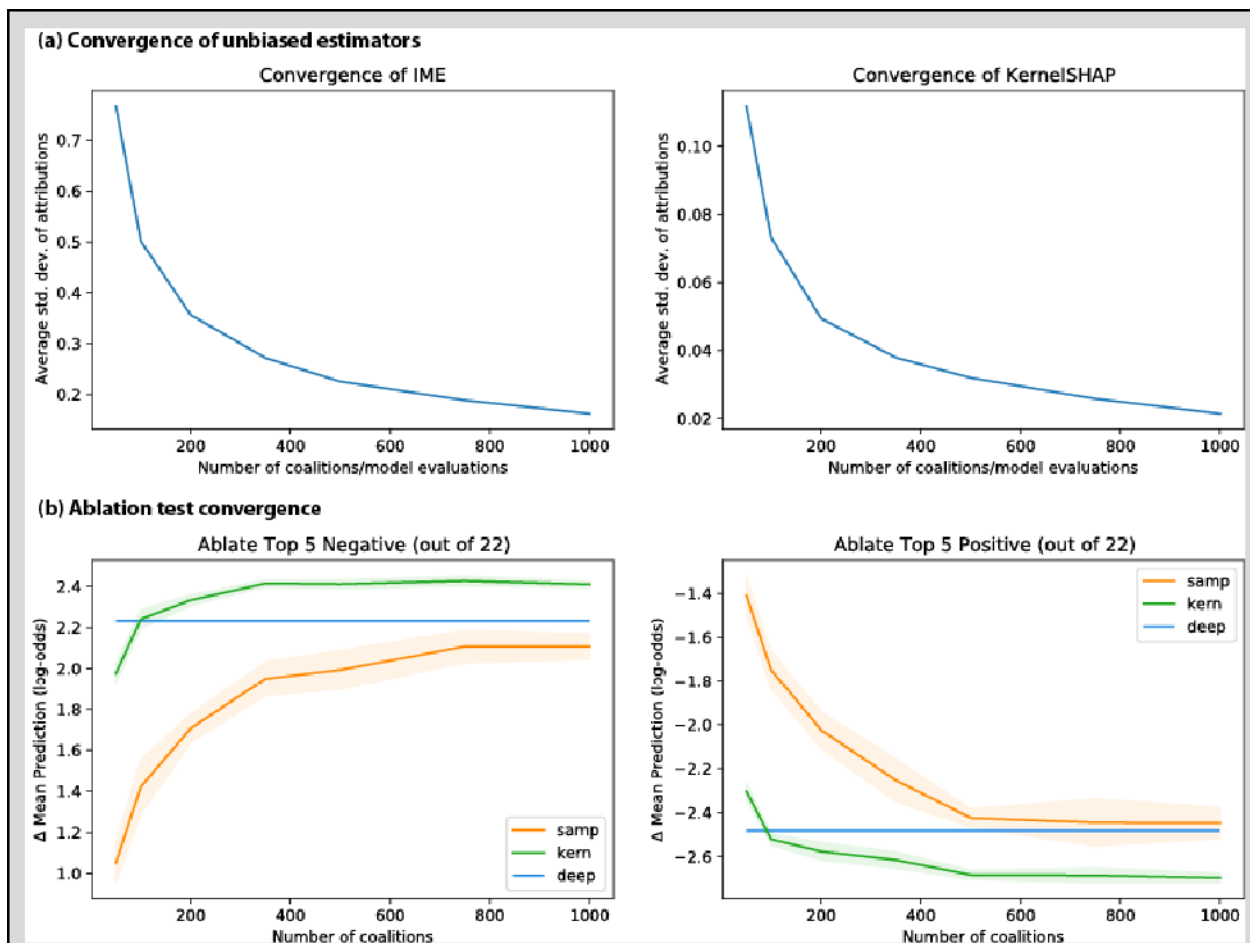 (a) Convergence of unbiased estimators
Convergence of IME
Average std. dev. of attributions
0.7
0.6
0.5
0.4
0.3
0.2
200 400 600 800 1000
Number of coalitions/model evaluations
Convergence of KernelSHAP
Average std. dev. of attributions
0.10
0.08
0.06
0.04
0.02
200 400 600 800 1000
Number of coalitions/model evaluations
(b) Ablation test convergence
Ablate Top 5 Negative (out of 22)
Δ Mean Prediction (log-odds)
2.4
2.2
2.0
1.8
1.6
1.4
1.2
1.0
samp
kern
deep
200 400 600 800 1000
Number of coalitions
Ablate Top 5 Positive (out of 22)
Δ Mean Prediction (log-odds)
−1.4
−1.6
−1.8
−2.0
−2.2
−2.4
−2.6
samp
kern
deep
200 400 600 800 1000
Number of coalitions